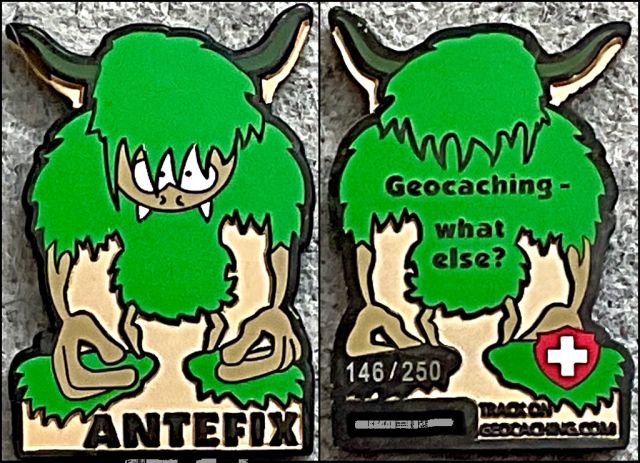 ANTEFIX
Geocaching -
what
else?
146/250
TRACK ON
GEOCACHING.COM